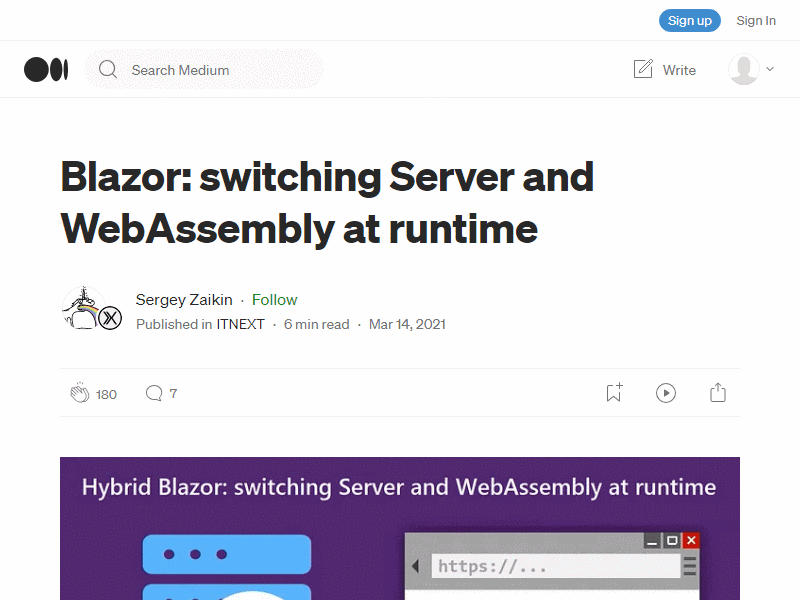 Sign up Sign In
Search Medium Write
Blazor: switching Server and
WebAssembly at runtime
Sergey Zaikin · Follow
Published in ITNEXT · 6 min read · Mar 14, 2021
180 7
Hybrid Blazor: switching Server and WebAssembly at runtime
https://...